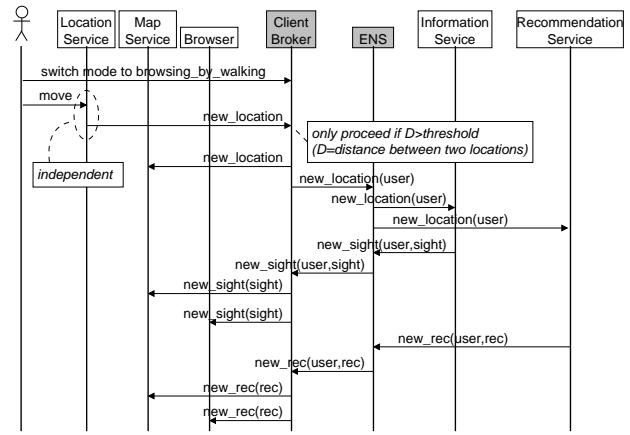 Location
Service
Map
Service
Browser
Client
Broker
ENS
Information
Sevice
Recommendation
Service
switch mode to browsing_by_walking
move
new_location
only proceed if D>threshold
(D=distance between two locations)
new_location
independent
new_location(user)
new_location(user)
new_location(user)
new_sight(user,sight)
new_sight(user,sight)
new_sight(sight)
new_sight(sight)
new_rec(user,rec)
new_rec(user,rec)
new_rec(rec)
new_rec(rec)